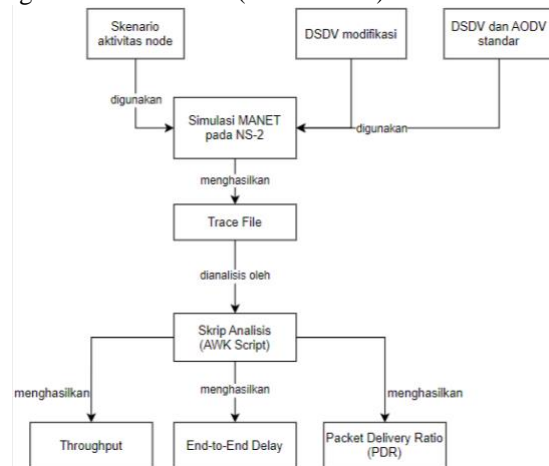 Skenario
aktivitas node
DSDV modifikasi
DSDV dan AODV
standar
digunakan
Simulasi MANET
pada NS-2
digunakan
menghasilkan
Trace File
dianalisis oleh
Skrip Analisis
(AWK Script)
menghasilkan
menghasilkan
menghasilkan
Throughput
End-to-End Delay
Packet Delivery Ratio
(PDR)